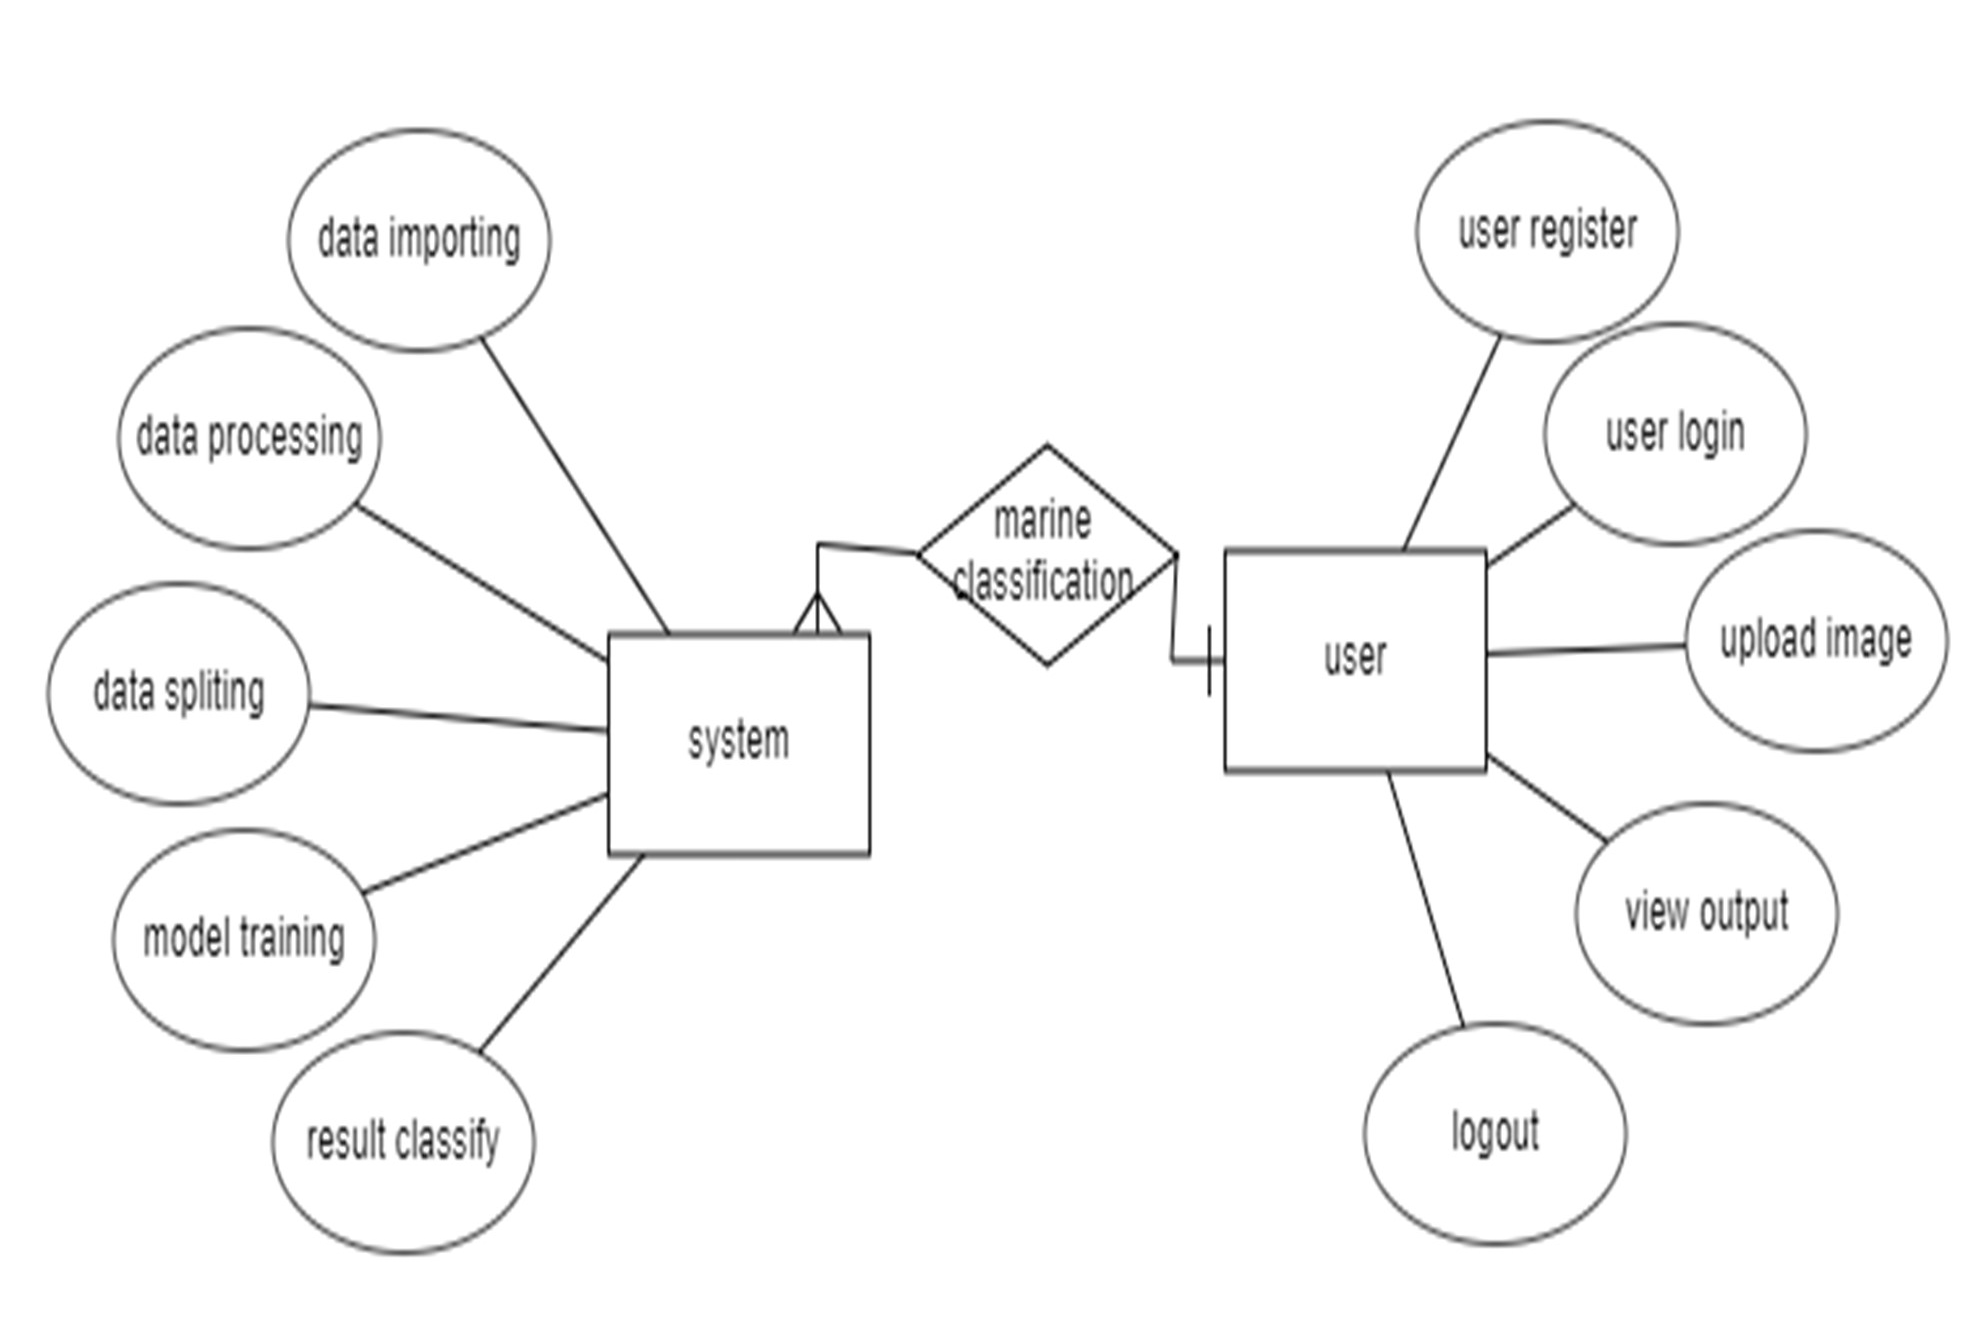 data importing
data processing
data spliting
model training
result classify
system
marine
classification
user
user register
user login
upload image
view output
logout